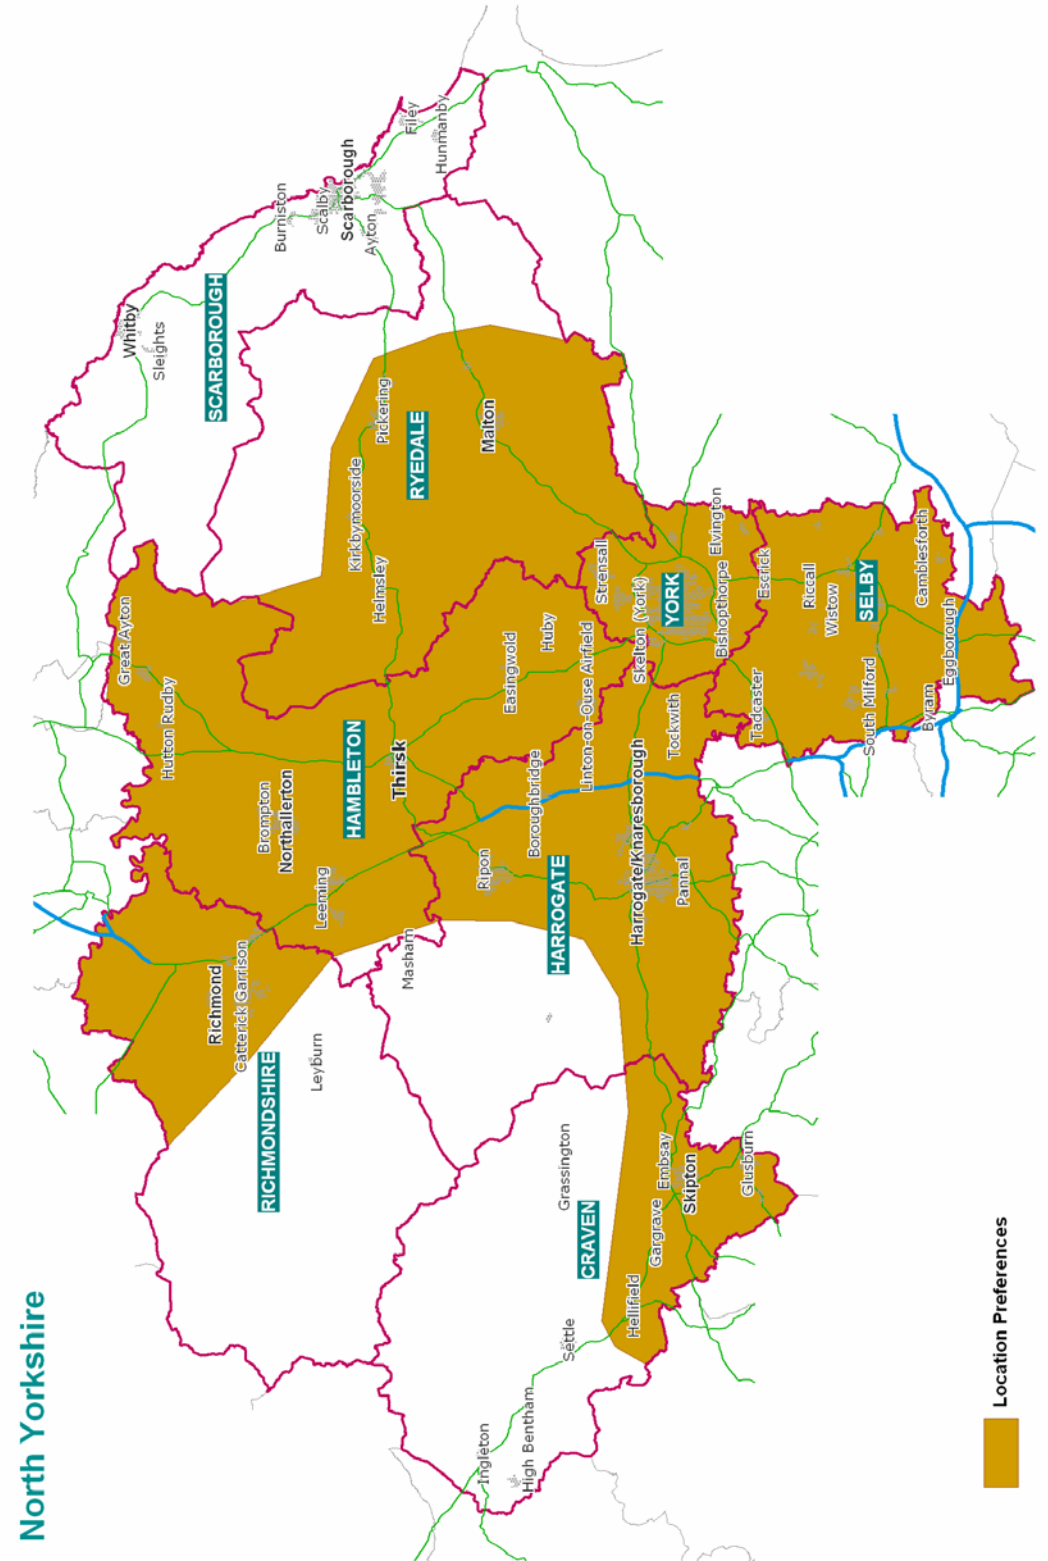 North Yorkshire
Whitby
Sleights
SCARBOROUGH
Burniston
Scalby
Scarborough
Ayton
Filey
Hunmanby
Great Ayton
Hutton Rudby
Brompton
Northallerton
HAMBLETON
Thirsk
Leeming
Richmond
Catterick Garrison
RICHMONDSHIRE
Leyburn
Masham
Kirkbymoorside
Pickering
Helmsley
RYEDALE
Malton
Easingwold
Huby
Linton-on-Ouse Airfield
Strensall
Skelton (York)
YORK
Bishopthorpe
Elvington
Ripon
Boroughbridge
HARROGATE
Harrogate/Knaresborough
Pannal
Tockwith
Tadcaster
Escrick
Riccall
Wistow
SELBY
South Milford
Camblesforth
Eggborough
Byram
Grassington
CRAVEN
Embsay
Skipton
Gargrave
Glusburn
Hellifield
Settle
Ingleton
High Bentham
Location Preferences